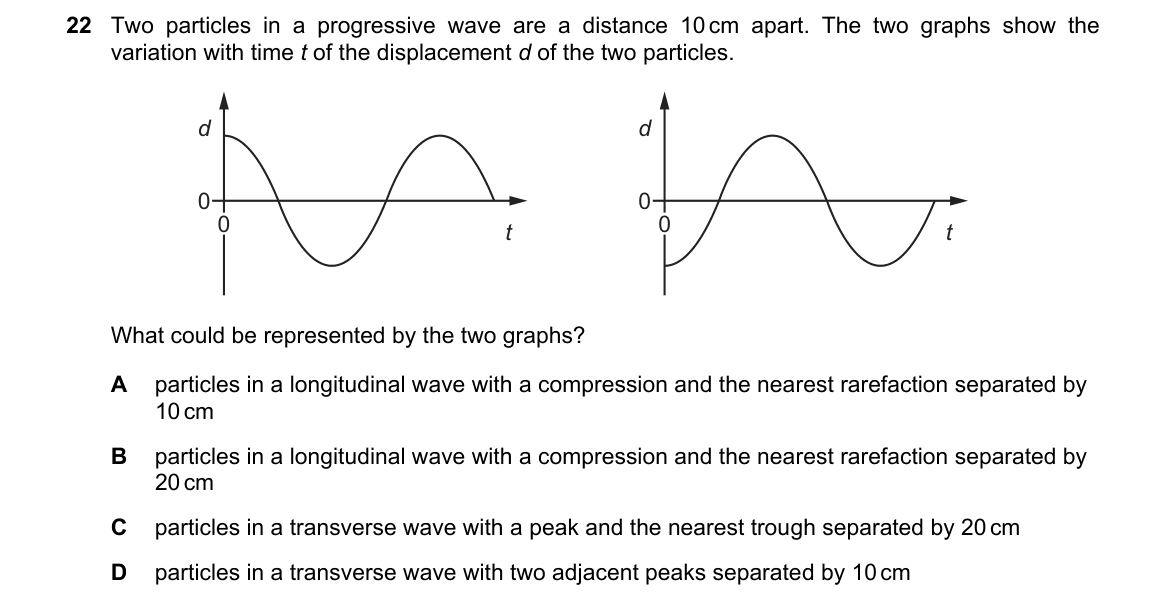 22 Two particles in a progressive wave are a distance 10 cm apart. The two graphs show the
variation with time t of the displacement d of the two particles.
d
0
0
t
d
0
0
t
What could be represented by the two graphs?
A particles in a longitudinal wave with a compression and the nearest rarefaction separated by
10 cm
B particles in a longitudinal wave with a compression and the nearest rarefaction separated by
20 cm
C particles in a transverse wave with a peak and the nearest trough separated by 20 cm
D particles in a transverse wave with two adjacent peaks separated by 10 cm